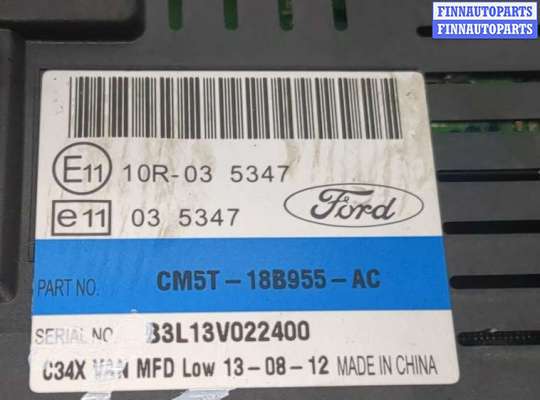 FINNAUTOPARTS
FINNAUTOPARTS
E11 10R-03 5347
e11 03 5347
Ford
PART NO. CM5T-18B955-AC
SERIAL NO. B3L13V022400
C34X VAN MFD Low 13-08-12 MADE IN CHINA